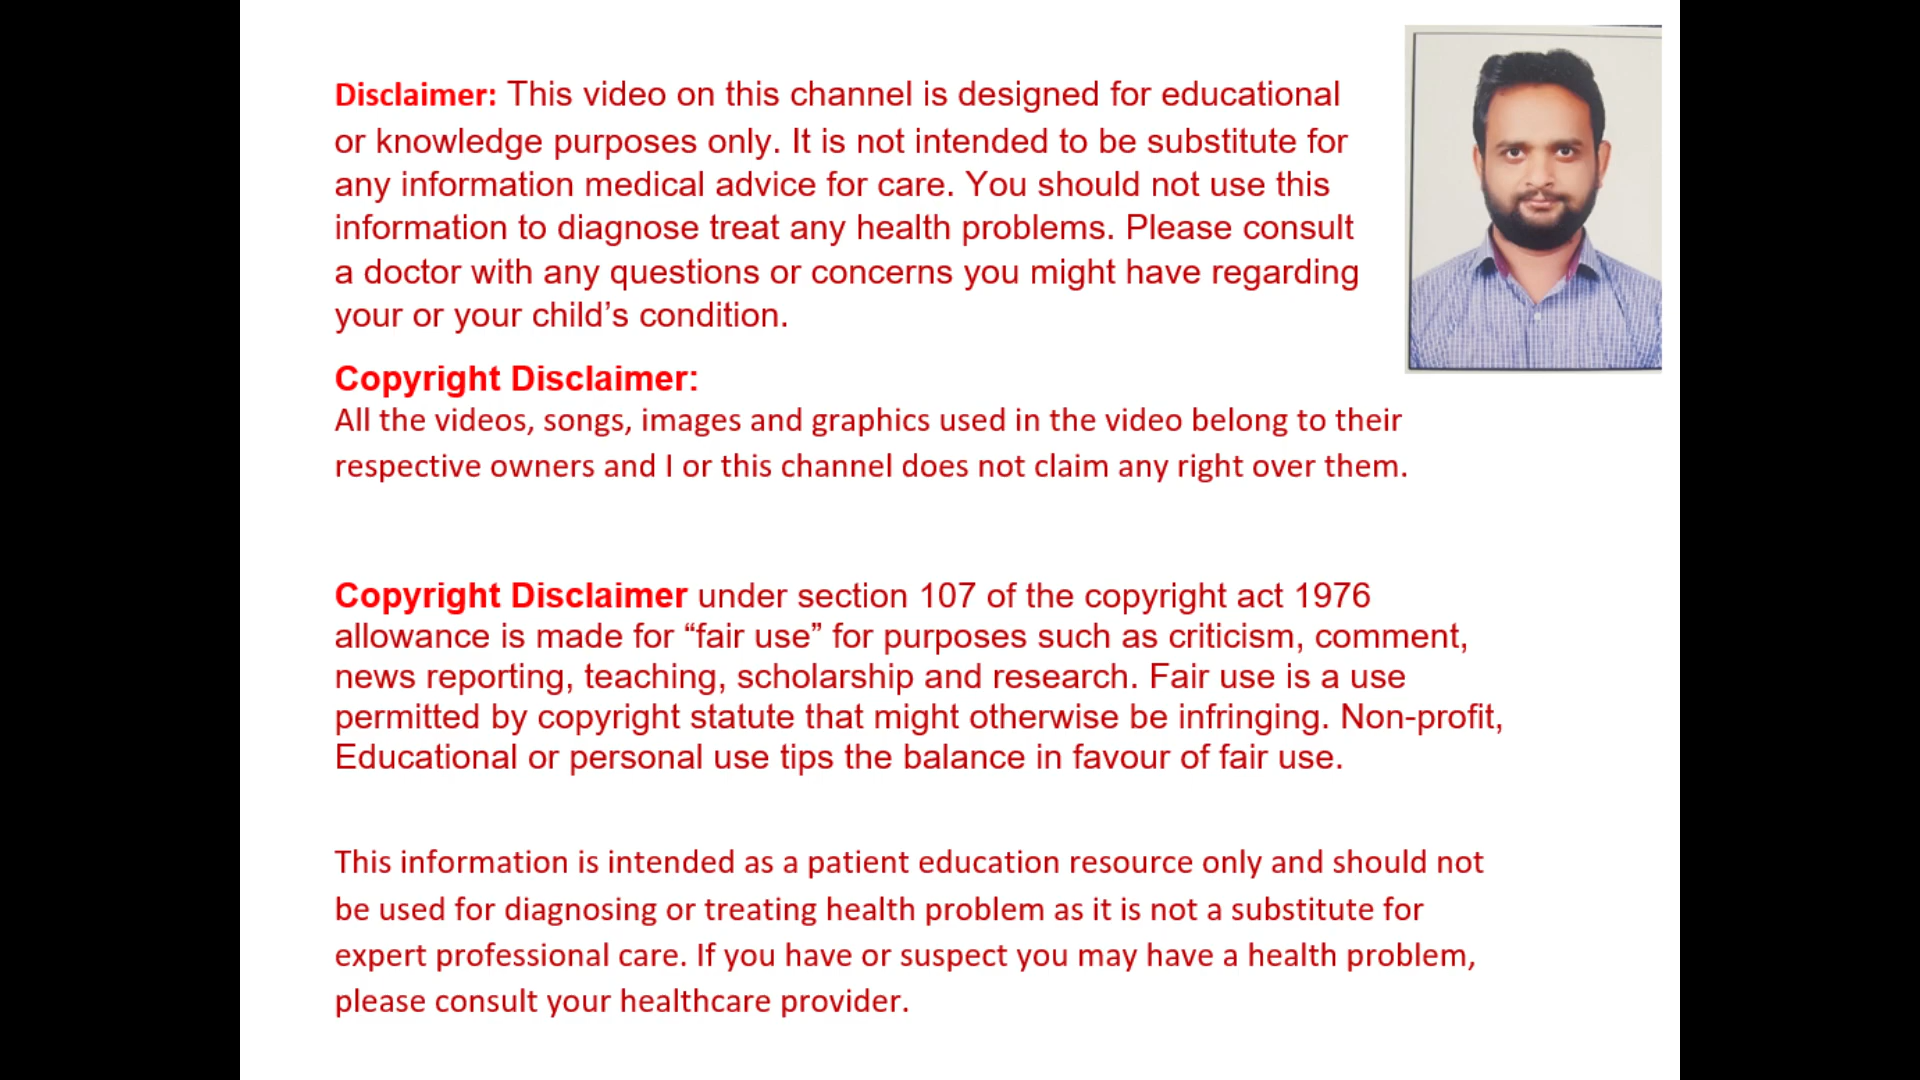 Disclaimer: This video on this channel is designed for educational
or knowledge purposes only. It is not intended to be substitute for
any information medical advice for care. You should not use this
information to diagnose treat any health problems. Please consult
a doctor with any questions or concerns you might have regarding
your or your child’s condition.
Copyright Disclaimer:
All the videos, songs, images and graphics used in the video belong to their
respective owners and I or this channel does not claim any right over them.
Copyright Disclaimer under section 107 of the copyright act 1976
allowance is made for “fair use” for purposes such as criticism, comment,
news reporting, teaching, scholarship and research. Fair use is a use
permitted by copyright statute that might otherwise be infringing. Non-profit,
Educational or personal use tips the balance in favour of fair use.
This information is intended as a patient education resource only and should not
be used for diagnosing or treating health problem as it is not a substitute for
expert professional care. If you have or suspect you may have a health problem,
please consult your healthcare provider.